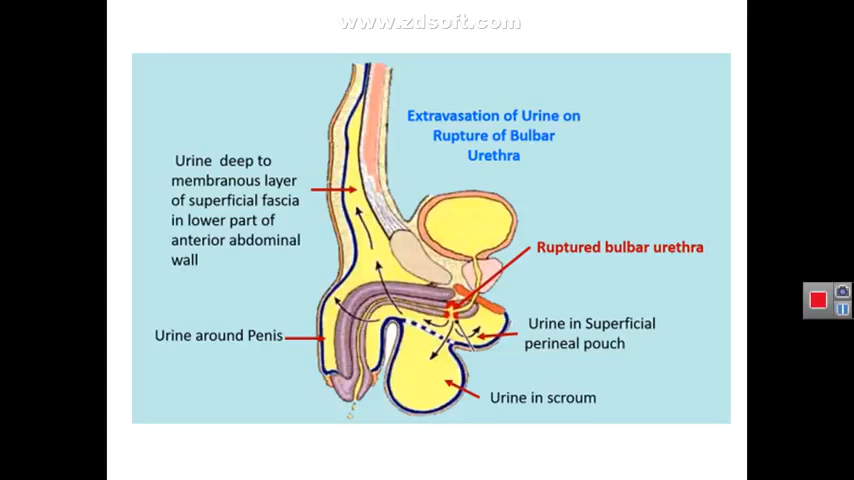 www.zdsoft.com
Extravasation of Urine on
Rupture of Bulbar
Urethra
Urine deep to
membranous layer
of superficial fascia
in lower part of
anterior abdominal
wall
Ruptured bulbar urethra
Urine around Penis
Urine in Superficial
perineal pouch
Urine in scroum